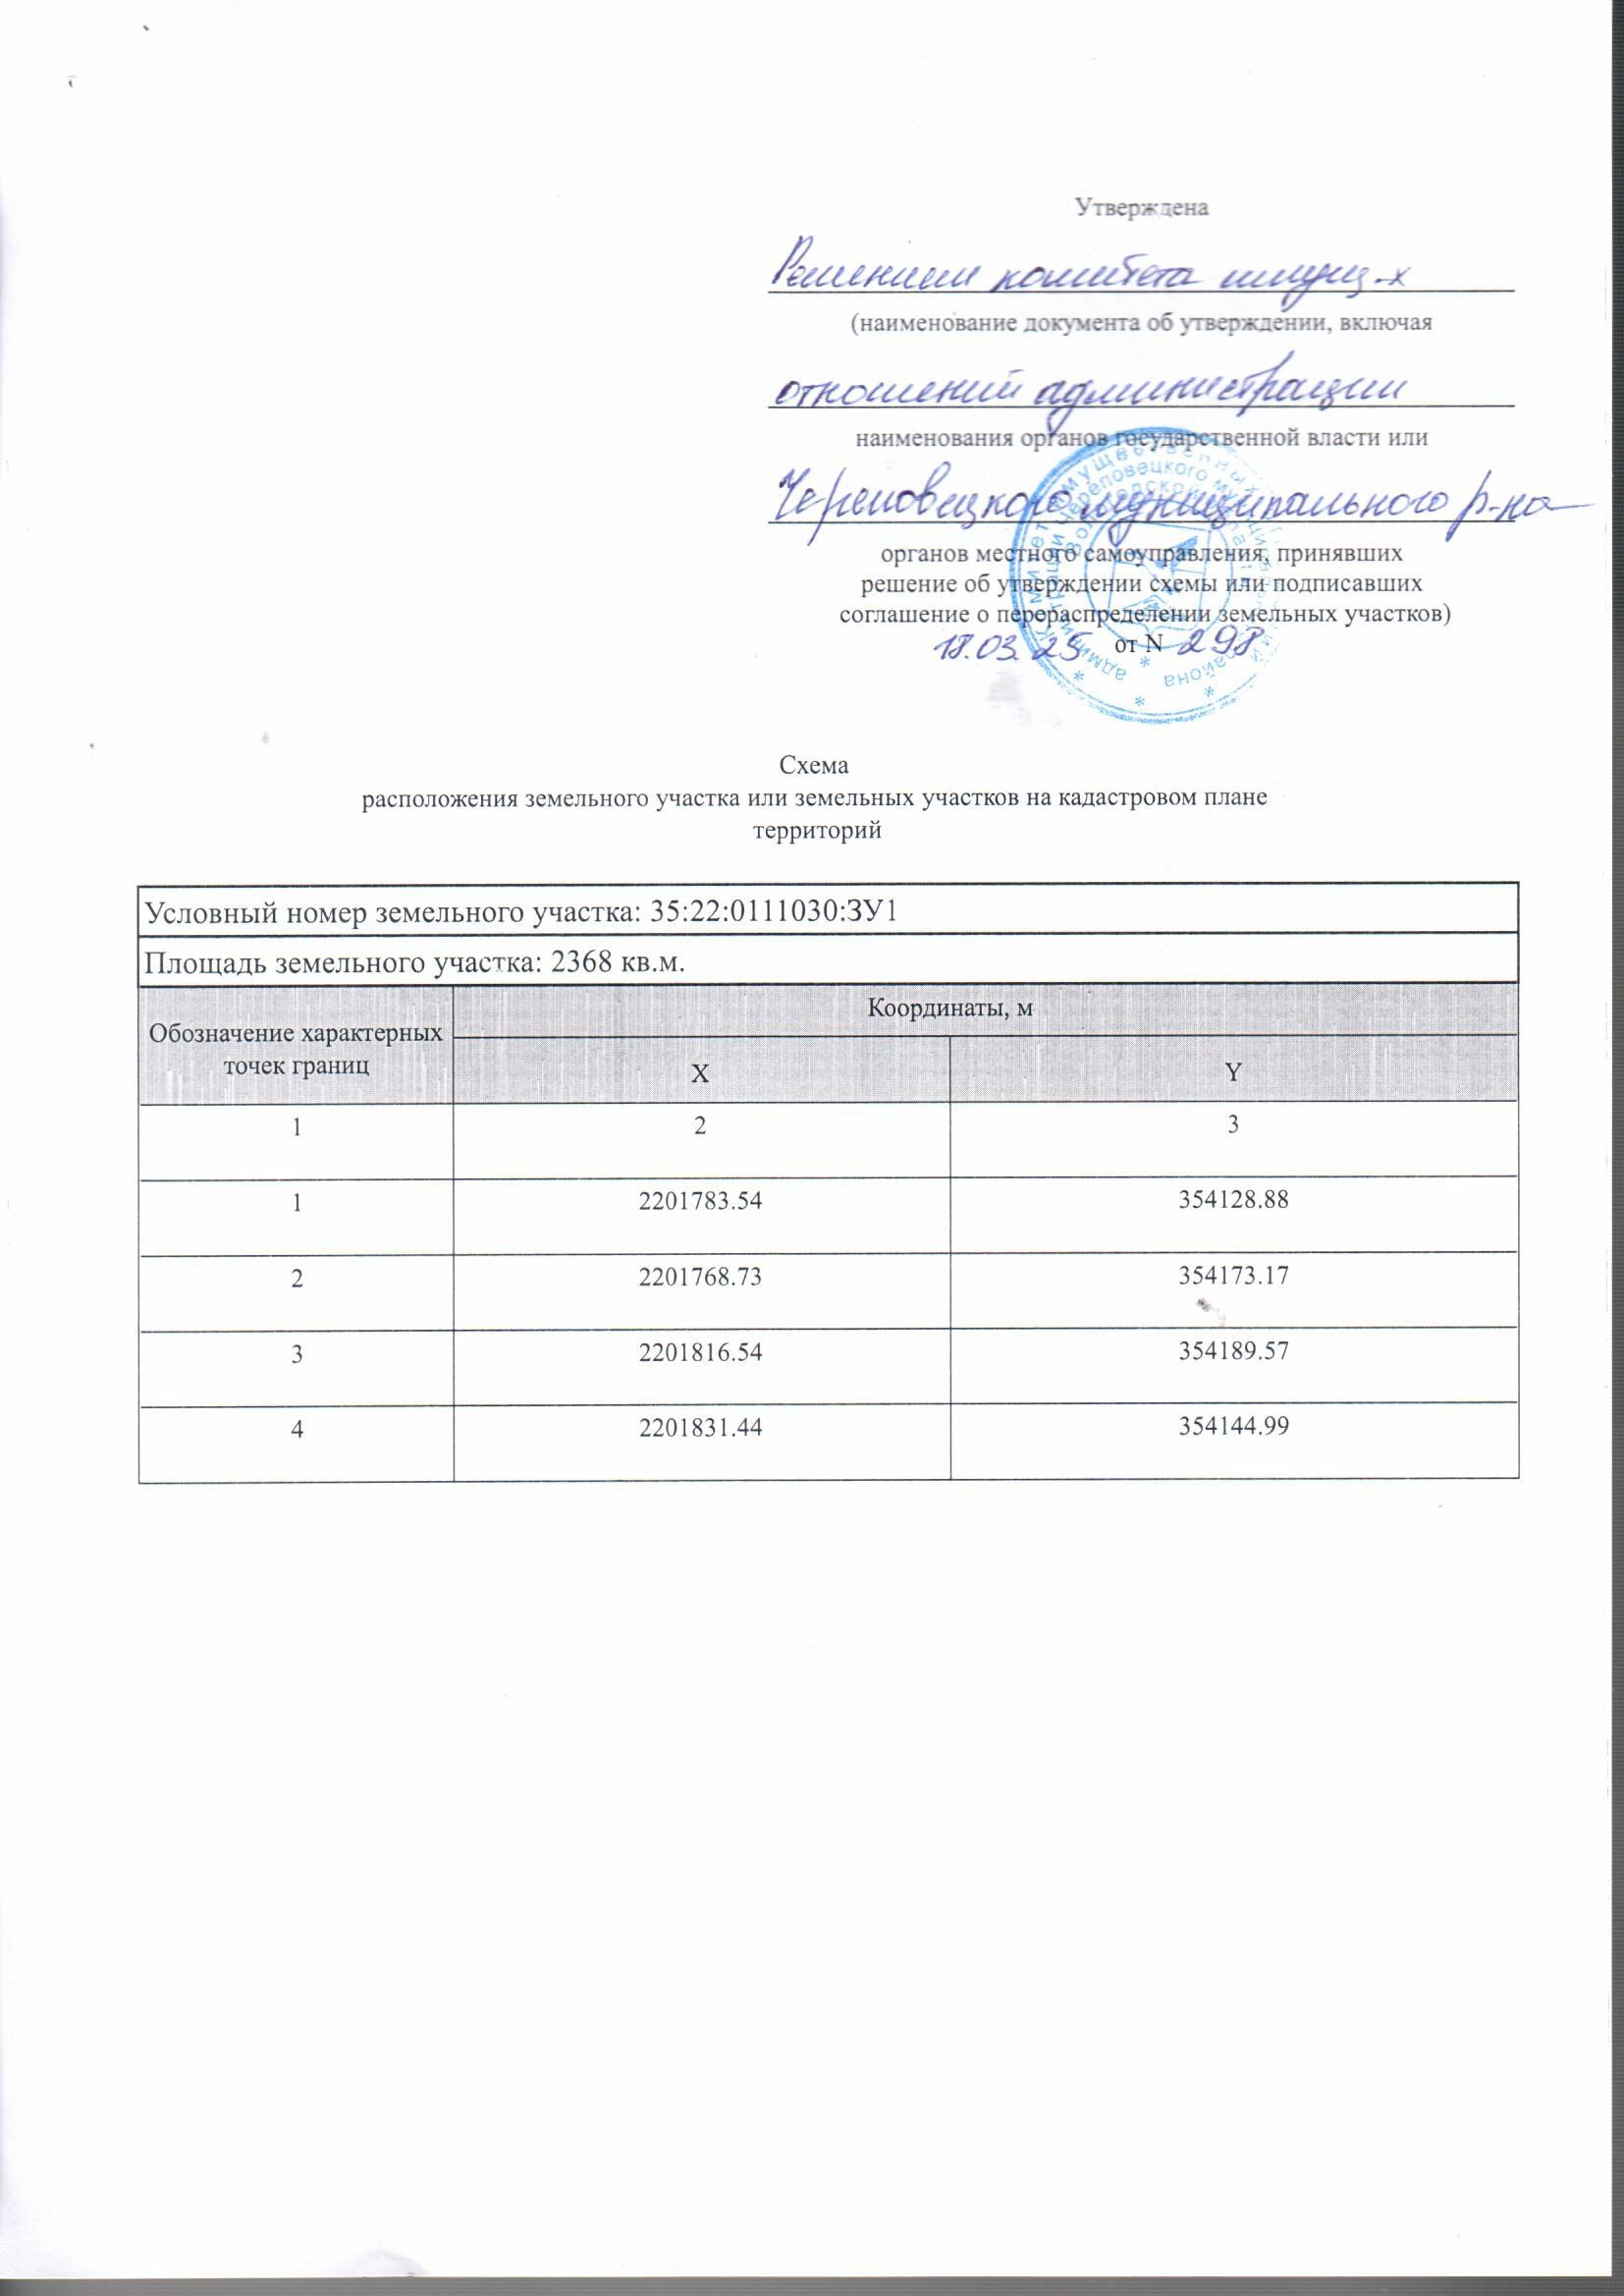 Утверждена
Решением комитета имущ-х
(наименование документа об утверждении, включая
отношений администрации
наименования органов государственной власти или
Череповецкого муниципального р-на
органов местного самоуправления, принявших
решение об утверждении схемы или подписавших
соглашение о перераспределении земельных участков)
18.03.25 от N 298
Схема
расположения земельного участка или земельных участков на кадастровом плане
территорий
Условный номер земельного участка: 35:22:0111030:ЗУ1
Площадь земельного участка: 2368 кв.м.
Обозначение характерных точек границ
Координаты, м
X Y
1 2 3
1 2201783.54 354128.88
2 2201768.73 354173.17
3 2201816.54 354189.57
4 2201831.44 354144.99